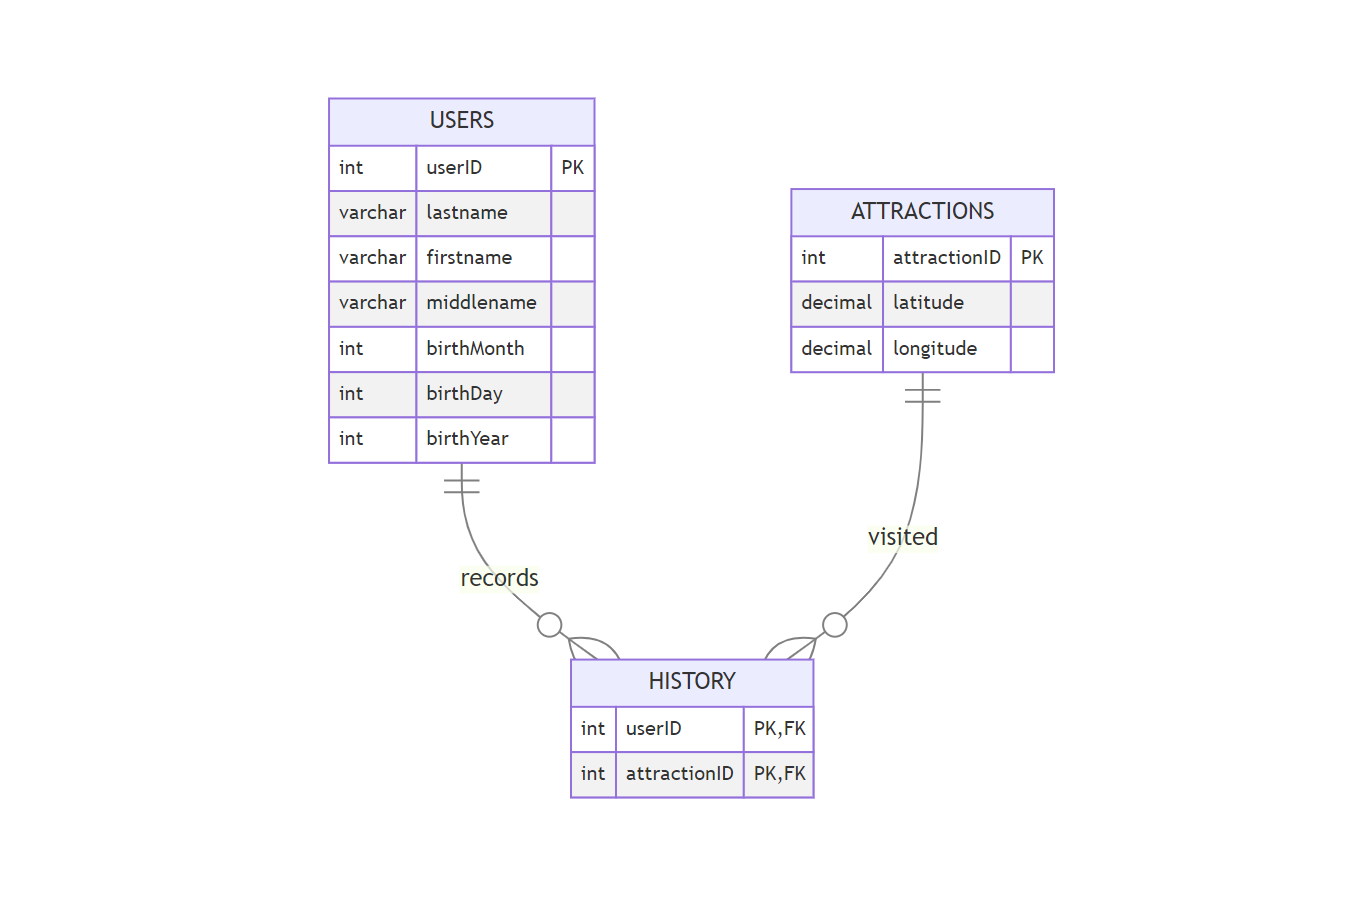 USERS
int userID PK
varchar lastname
varchar firstname
varchar middlename
int birthMonth
int birthDay
int birthYear
ATTRACTIONS
int attractionID PK
decimal latitude
decimal longitude
records
visited
HISTORY
int userID PK,FK
int attractionID PK,FK